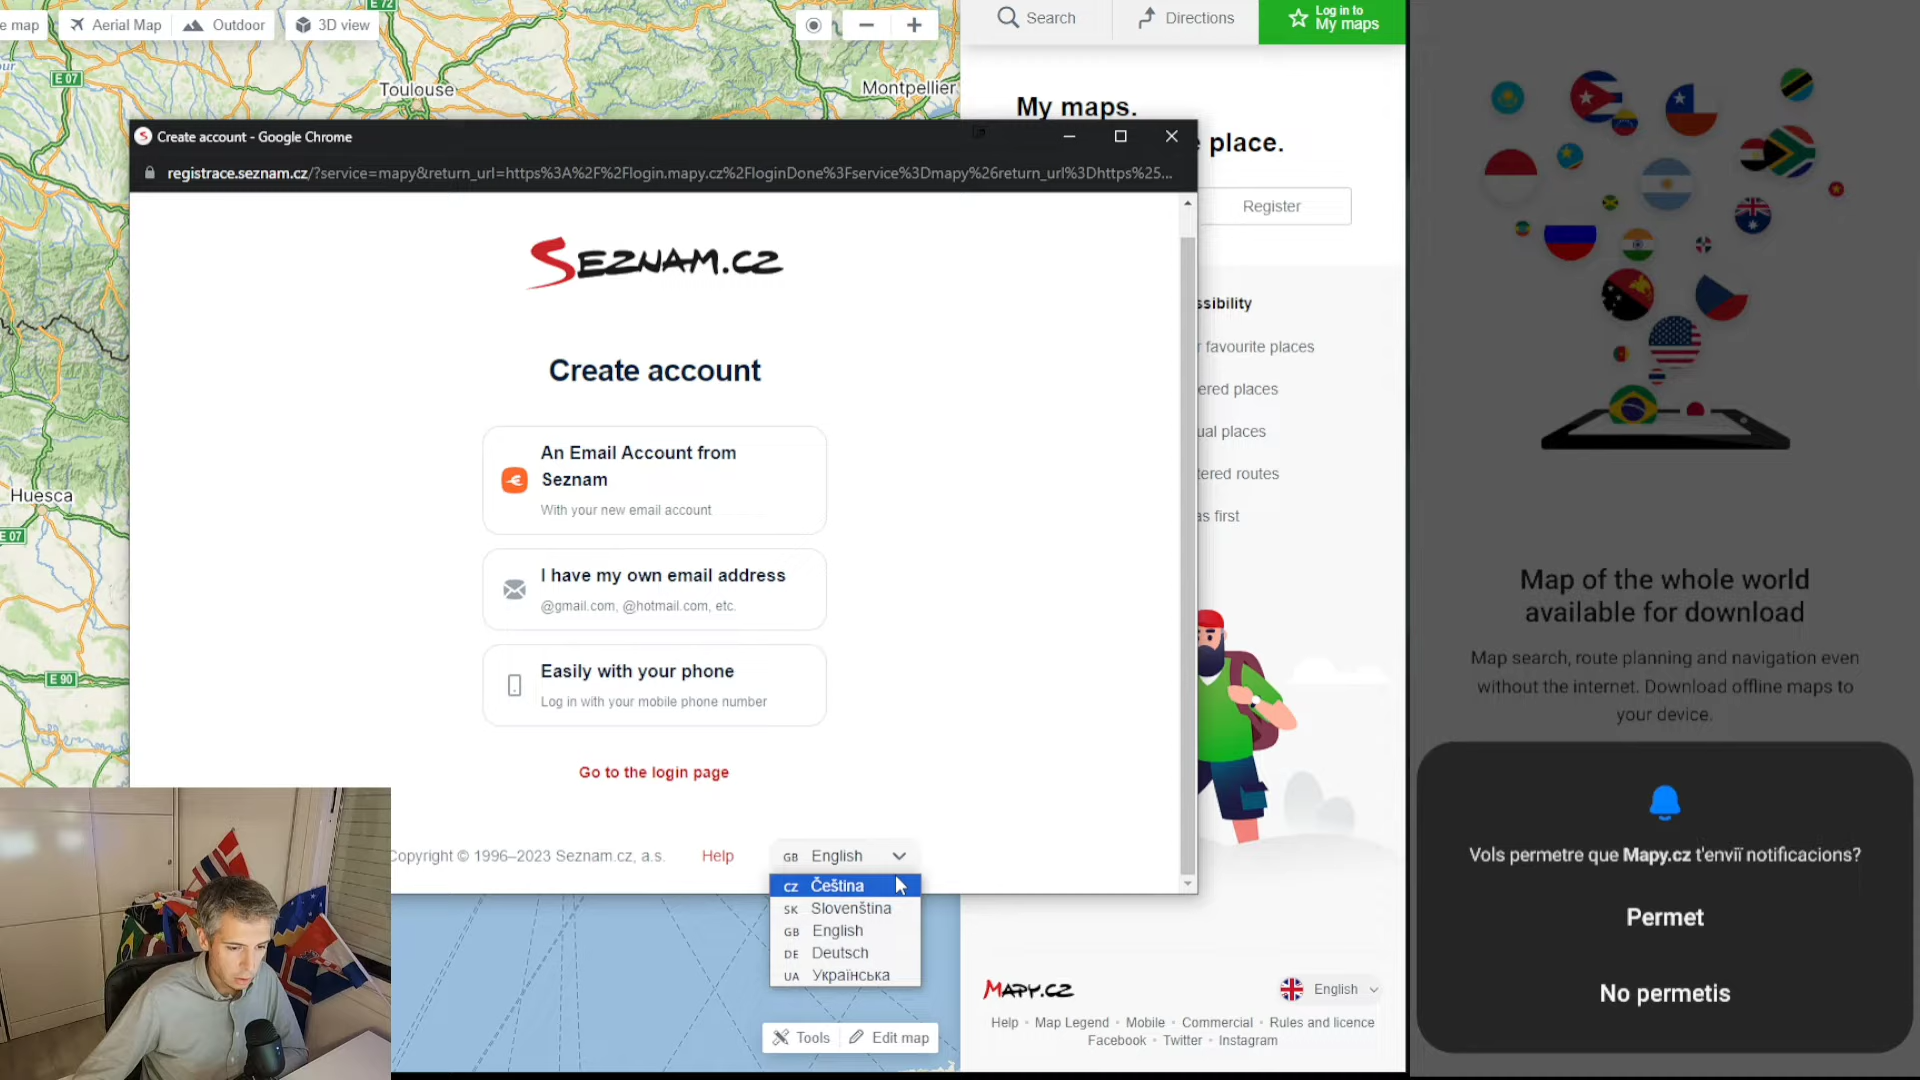 e map
Aerial Map
Outdoor
3D view
E 72
E 07
Toulouse
Montpellier
Huesca
E 07
E 90
Search
Directions
Log in to
My maps
My maps.
place.
Register
Create account - Google Chrome
registrace.seznam.cz/?service=mapy&return_url=https%3A%2F%2Flogin.mapy.cz%2FloginDone%3Fservice%3Dmapy%26return_url%3Dhttps%25...
SEZNAM.CZ
Create account
An Email Account from
Seznam
With your new email account
I have my own email address
@gmail.com, @hotmail.com, etc.
Easily with your phone
Log in with your mobile phone number
Go to the login page
Copyright © 1996–2023 Seznam.cz, a.s.
Help
GB English
CZ Čeština
SK Slovenština
GB English
DE Deutsch
UA Українська
Tools
Edit map
ssibility
r favourite places
ered places
ual places
tered routes
as first
MAPY.CZ
English
Help • Map Legend • Mobile • Commercial • Rules and licence
Facebook • Twitter • Instagram
Map of the whole world
available for download
Map search, route planning and navigation even
without the internet. Download offline maps to
your device.
Vols permetre que Mapy.cz t'enviï notificacions?
Permet
No permetis